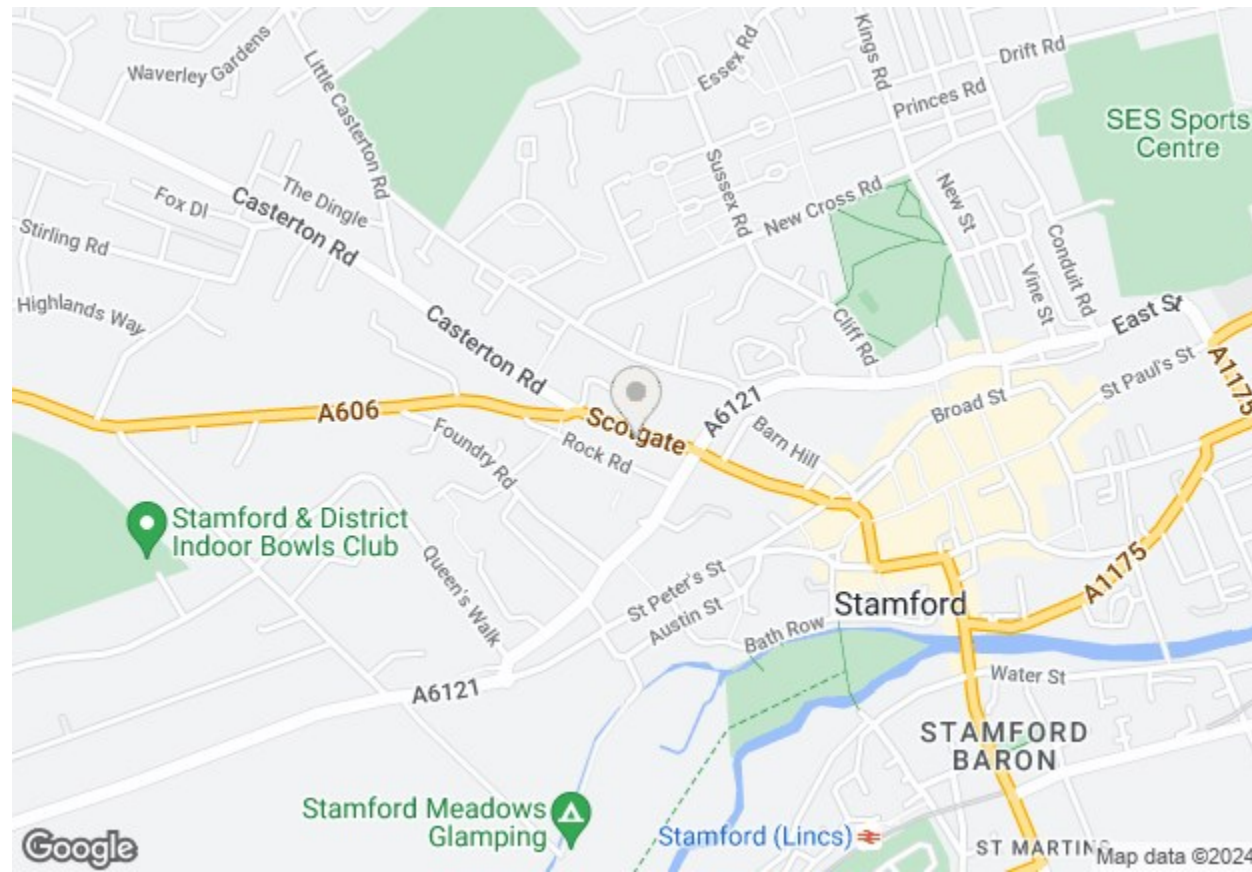 Waverley Gardens
Little Casterton Rd
Essex Rd
Kings Rd
Drift Rd
Princes Rd
SES Sports
Centre
The Dingle
Fox Dl
Casterton Rd
Stirling Rd
Sussex Rd
New Cross Rd
New St
Conduit Rd
Vine St
Highlands Way
Casterton Rd
Cliff Rd
East St
St Paul's St
A1175
A606
Scotgate
A6121
Broad St
Barn Hill
Foundry Rd
Rock Rd
Stamford & District
Indoor Bowls Club
Queen's Walk
St Peter's St
Austin St
Stamford
A1175
Bath Row
Water St
A6121
STAMFORD
BARON
Stamford Meadows
Glamping
Stamford (Lincs)
ST MARTINS
Google
Map data ©2024